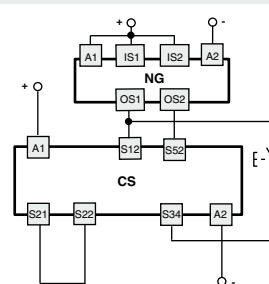 + -
A1 IS1 IS2 A2
NG
OS1 OS2
+
A1 S12 S52
E-
CS
S21 S22 S34 A2
-